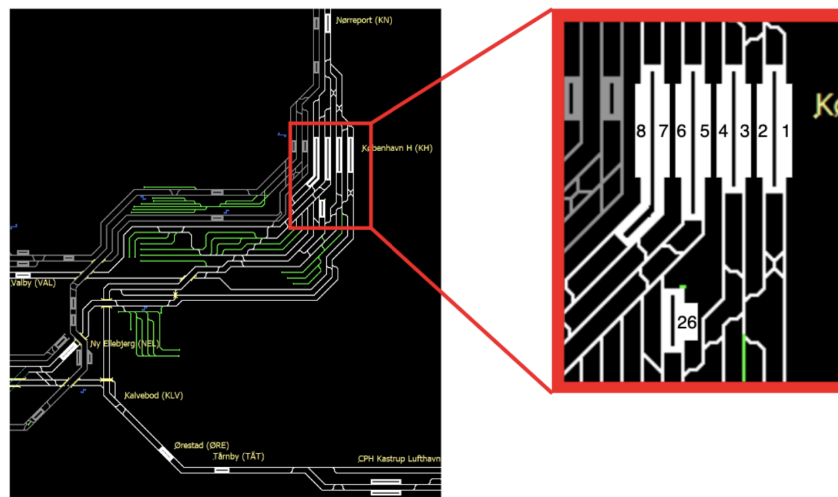 Nørreport (KN)
København H (KH)
Valby (VAL)
Ny Ellebjerg (NEL)
Kalvebod (KLV)
Ørestad (ØRE)
Tårnby (TÅT)
CPH Kastrup Lufthavn
Kø
8 7 6 5 4 3 2 1
26